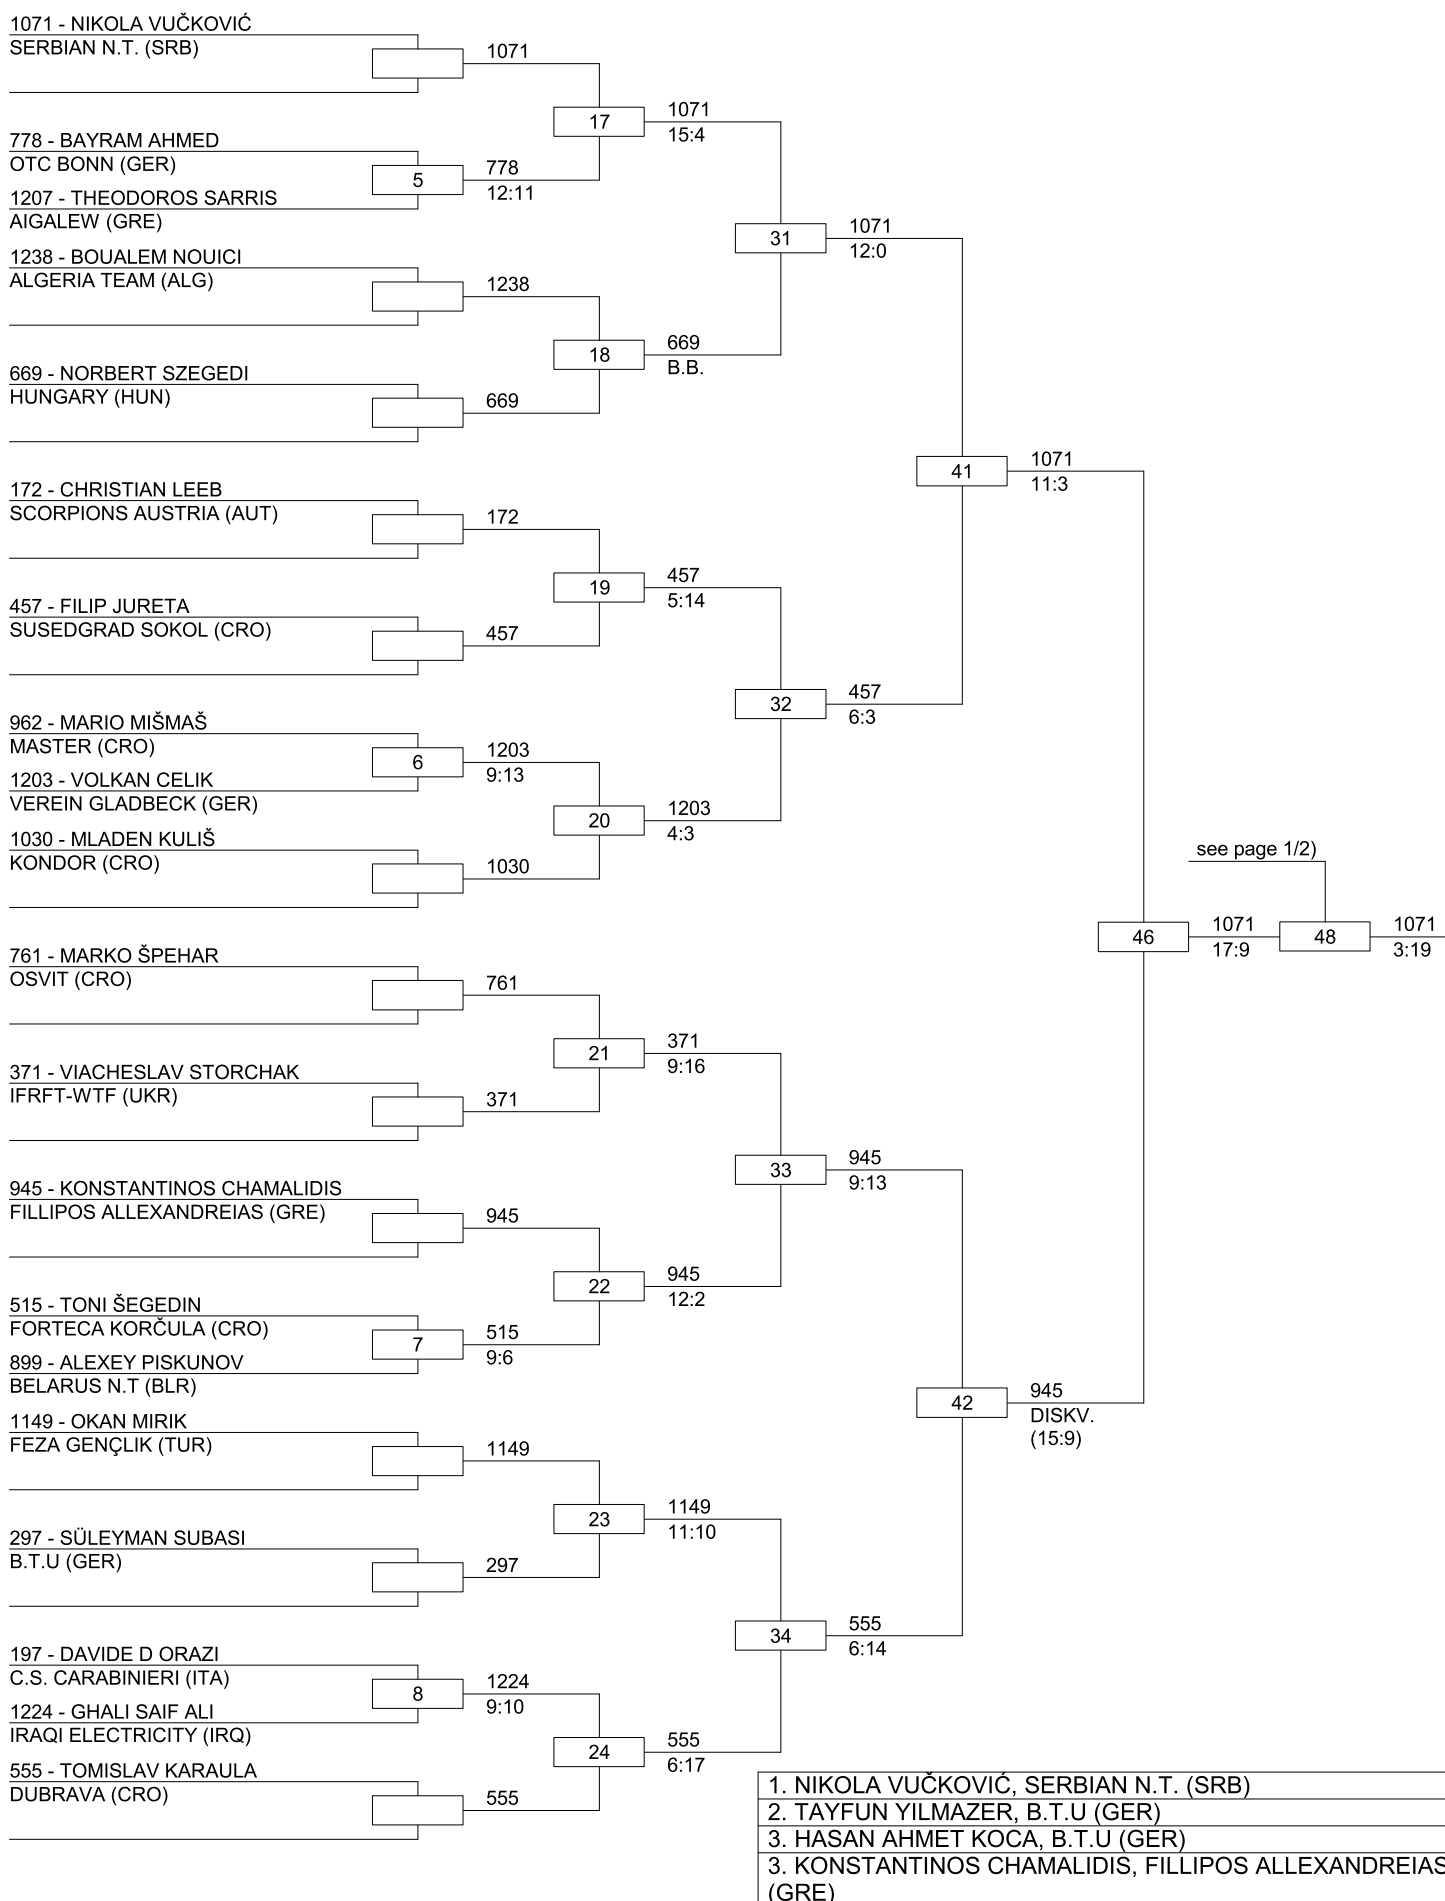 1071 - NIKOLA VUČKOVIĆ
SERBIAN N.T. (SRB)
1071
17
1071
15:4
778 - BAYRAM AHMED
OTC BONN (GER)
5
778
12:11
1207 - THEODOROS SARRIS
AIGALEW (GRE)
31
1071
12:0
1238 - BOUALEM NOUICI
ALGERIA TEAM (ALG)
1238
18
669
B.B.
669 - NORBERT SZEGEDI
HUNGARY (HUN)
669
41
1071
11:3
172 - CHRISTIAN LEEB
SCORPIONS AUSTRIA (AUT)
172
19
457
5:14
457 - FILIP JURETA
SUSEDGRAD SOKOL (CRO)
457
32
457
6:3
962 - MARIO MIŠMAŠ
MASTER (CRO)
6
1203
9:13
1203 - VOLKAN CELIK
VEREIN GLADBECK (GER)
20
1203
4:3
1030 - MLADEN KULIŠ
KONDOR (CRO)
1030
see page 1/2)
46
1071
17:9
48
1071
3:19
761 - MARKO ŠPEHAR
OSVIT (CRO)
761
21
371
9:16
371 - VIACHESLAV STORCHAK
IFRFT-WTF (UKR)
371
33
945
9:13
945 - KONSTANTINOS CHAMALIDIS
FILLIPOS ALLEXANDREIAS (GRE)
945
22
945
12:2
515 - TONI ŠEGEDIN
FORTECA KORČULA (CRO)
7
515
9:6
899 - ALEXEY PISKUNOV
BELARUS N.T (BLR)
42
945
DISKV.
(15:9)
1149 - OKAN MIRIK
FEZA GENÇLIK (TUR)
1149
23
1149
11:10
297 - SÜLEYMAN SUBASI
B.T.U (GER)
297
34
555
6:14
197 - DAVIDE D ORAZI
C.S. CARABINIERI (ITA)
8
1224
9:10
1224 - GHALI SAIF ALI
IRAQI ELECTRICITY (IRQ)
24
555
6:17
555 - TOMISLAV KARAULA
DUBRAVA (CRO)
555
1. NIKOLA VUČKOVIĆ, SERBIAN N.T. (SRB)
2. TAYFUN YILMAZER, B.T.U (GER)
3. HASAN AHMET KOCA, B.T.U (GER)
3. KONSTANTINOS CHAMALIDIS, FILLIPOS ALLEXANDREIAS
(GRE)